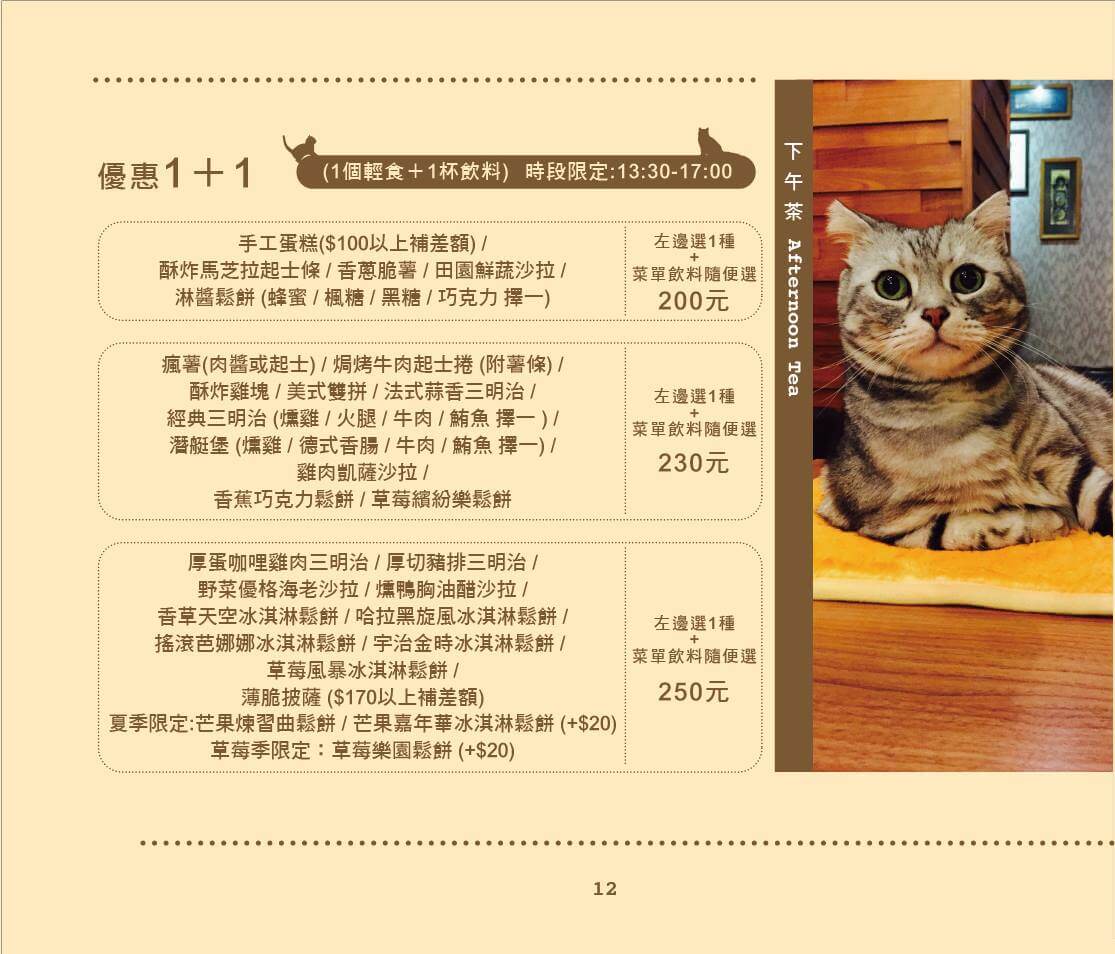 優惠1+1
(1個輕食+1杯飲料) 時段限定:13:30-17:00
手工蛋糕($100以上補差額) /
酥炸馬芝拉起士條 / 香蔥脆薯 / 田園鮮蔬沙拉 /
淋醬鬆餅 (蜂蜜 / 楓糖 / 黑糖 / 巧克力 擇一)
左邊選1種
+
菜單飲料隨便選
200元
瘋薯(肉醬或起士) / 焗烤牛肉起士捲 (附薯條) /
酥炸雞塊 / 美式雙拼 / 法式蒜香三明治 /
經典三明治 (燻雞 / 火腿 / 牛肉 / 鮪魚 擇一 ) /
潛艇堡 (燻雞 / 德式香腸 / 牛肉 / 鮪魚 擇一) /
雞肉凱薩沙拉 /
香蕉巧克力鬆餅 / 草莓繽紛樂鬆餅
左邊選1種
+
菜單飲料隨便選
230元
厚蛋咖哩雞肉三明治 / 厚切豬排三明治 /
野菜優格海老沙拉 / 燻鴨胸油醋沙拉 /
香草天空冰淇淋鬆餅 / 哈拉黑旋風冰淇淋鬆餅 /
搖滾芭娜娜冰淇淋鬆餅 / 宇治金時冰淇淋鬆餅 /
草莓風暴冰淇淋鬆餅 /
薄脆披薩 ($170以上補差額)
夏季限定:芒果煉習曲鬆餅 / 芒果嘉年華冰淇淋鬆餅 (+$20)
草莓季限定：草莓樂園鬆餅 (+$20)
左邊選1種
+
菜單飲料隨便選
250元
下午茶 Afternoon Tea
12